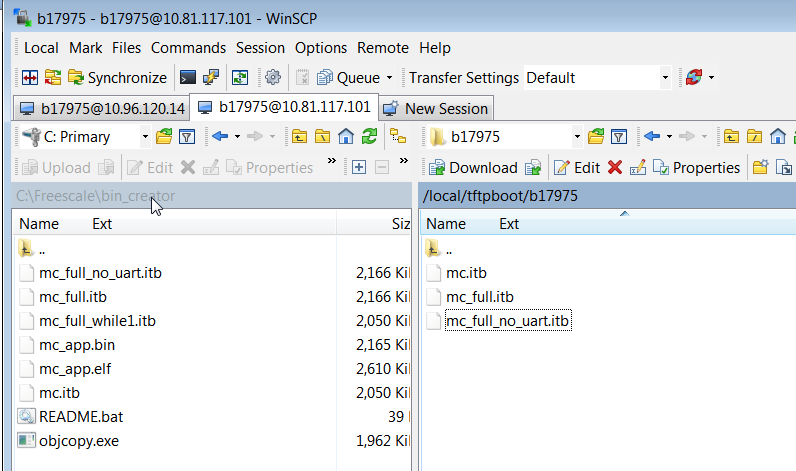 b17975 - b17975@10.81.117.101 - WinSCP
Local Mark Files Commands Session Options Remote Help
Synchronize Queue Transfer Settings Default
b17975@10.96.120.14 b17975@10.81.117.101 New Session
C: Primary b17975
Upload Edit Properties » Download Edit Properties
C:\Freescale\bin_creator /local/tftpboot/b17975
Name Ext Siz Name Ext
.. ..
mc_full_no_uart.itb 2,166 Ki mc.itb
mc_full.itb 2,166 Ki mc_full.itb
mc_full_while1.itb 2,050 Ki mc_full_no_uart.itb
mc_app.bin 2,165 Ki
mc_app.elf 2,610 Ki
mc.itb 2,050 Ki
README.bat 39
objcopy.exe 1,962 Ki